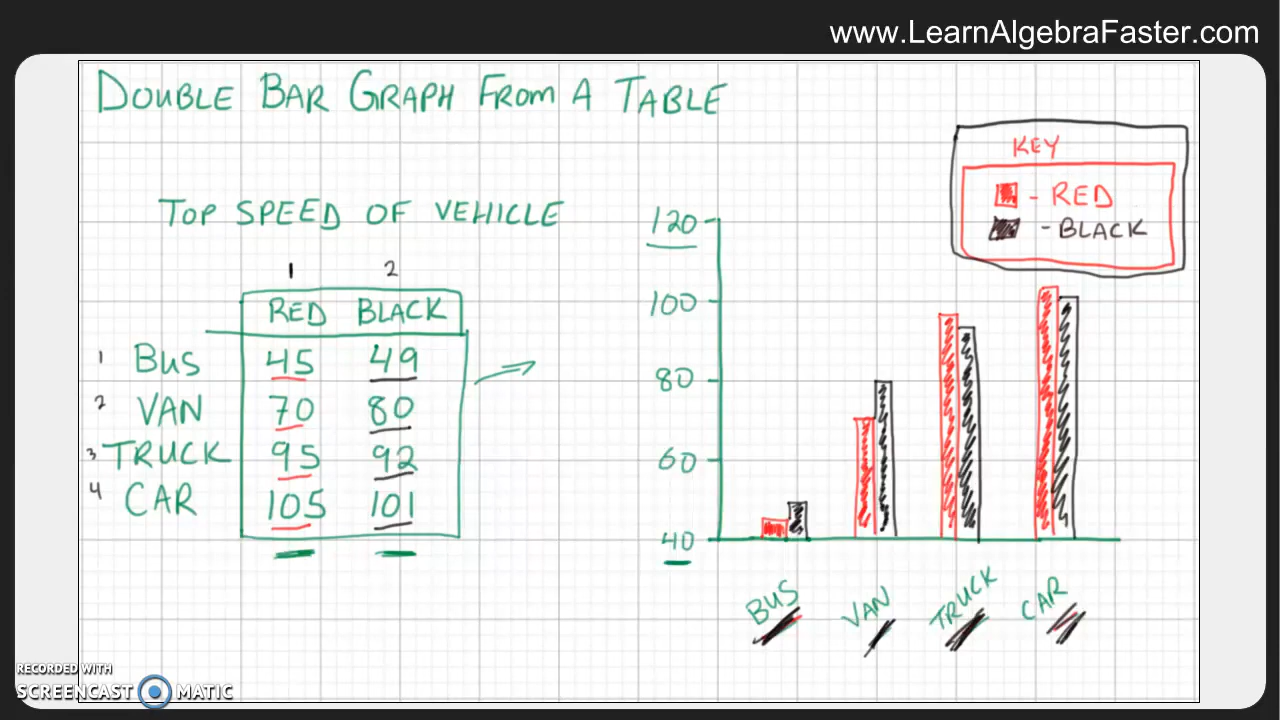 www.LearnAlgebraFaster.com
DOUBLE BAR GRAPH FROM A TABLE
TOP SPEED OF VEHICLE
1 2
RED BLACK
1 BUS 45 49
2 VAN 70 80
3 TRUCK 95 92
4 CAR 105 101
KEY
- RED
- BLACK
120
100
80
60
40
BUS VAN TRUCK CAR
RECORDED WITH
SCREENCAST MATIC